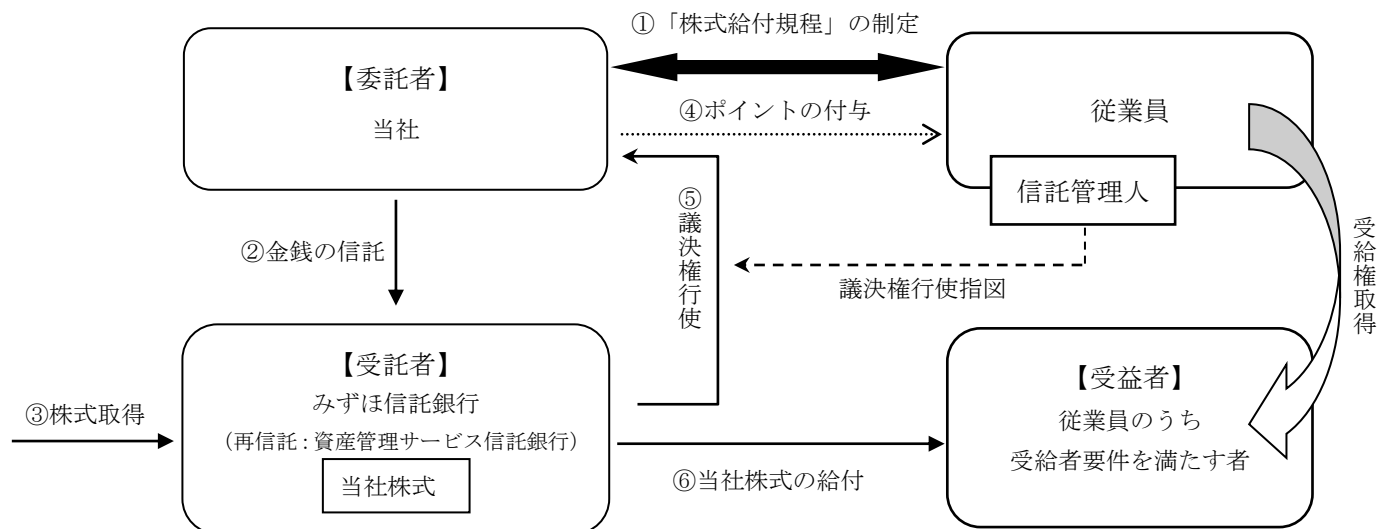 ①「株式給付規程」の制定
【委託者】
当社
④ポイントの付与
従業員
信託管理人
②金銭の信託
⑤議決権行使
議決権行使指図
受給権取得
③株式取得
【受託者】
みずほ信託銀行
（再信託：資産管理サービス信託銀行）
当社株式
⑥当社株式の給付
【受益者】
従業員のうち
受給者要件を満たす者